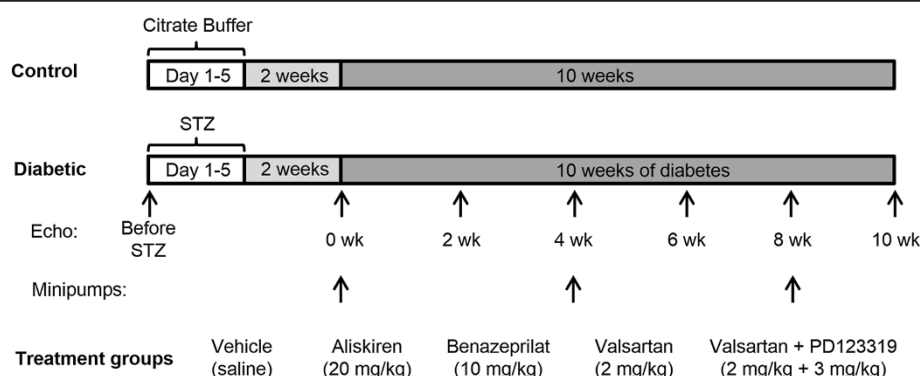 Citrate Buffer
Control
Day 1-5
2 weeks
10 weeks
STZ
Diabetic
Day 1-5
2 weeks
10 weeks of diabetes
Echo:
Before
STZ
0 wk
2 wk
4 wk
6 wk
8 wk
10 wk
Minipumps:
Treatment groups
Vehicle
(saline)
Aliskiren
(20 mg/kg)
Benazeprilat
(10 mg/kg)
Valsartan
(2 mg/kg)
Valsartan + PD123319
(2 mg/kg + 3 mg/kg)